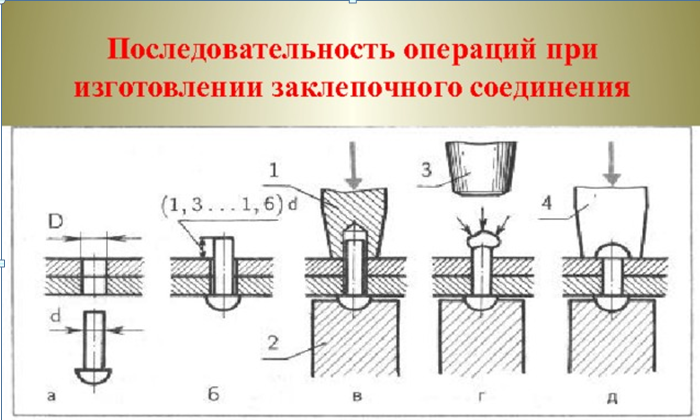 Последовательность операций при
изготовлении заклепочного соединения
1
3
(1,3...1,6)d
4
D
d
2
а
б
в
г
д